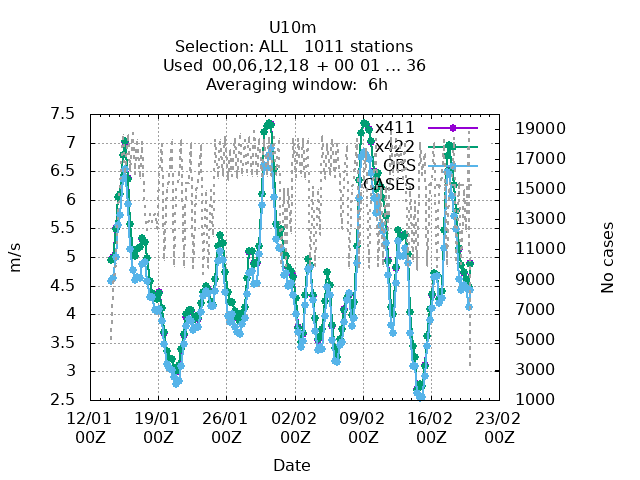 U10m
Selection: ALL   1011 stations
Used  00,06,12,18  + 00 01 ... 36
Averaging window:  6h
7.5
7
6.5
6
5.5
5
4.5
4
3.5
3
2.5
m/s
19000
17000
15000
13000
11000
9000
7000
5000
3000
1000
No cases
x411
x422
OBS
CASES
12/01 19/01 26/01 02/02 09/02 16/02 23/02
00Z 00Z 00Z 00Z 00Z 00Z 00Z
Date